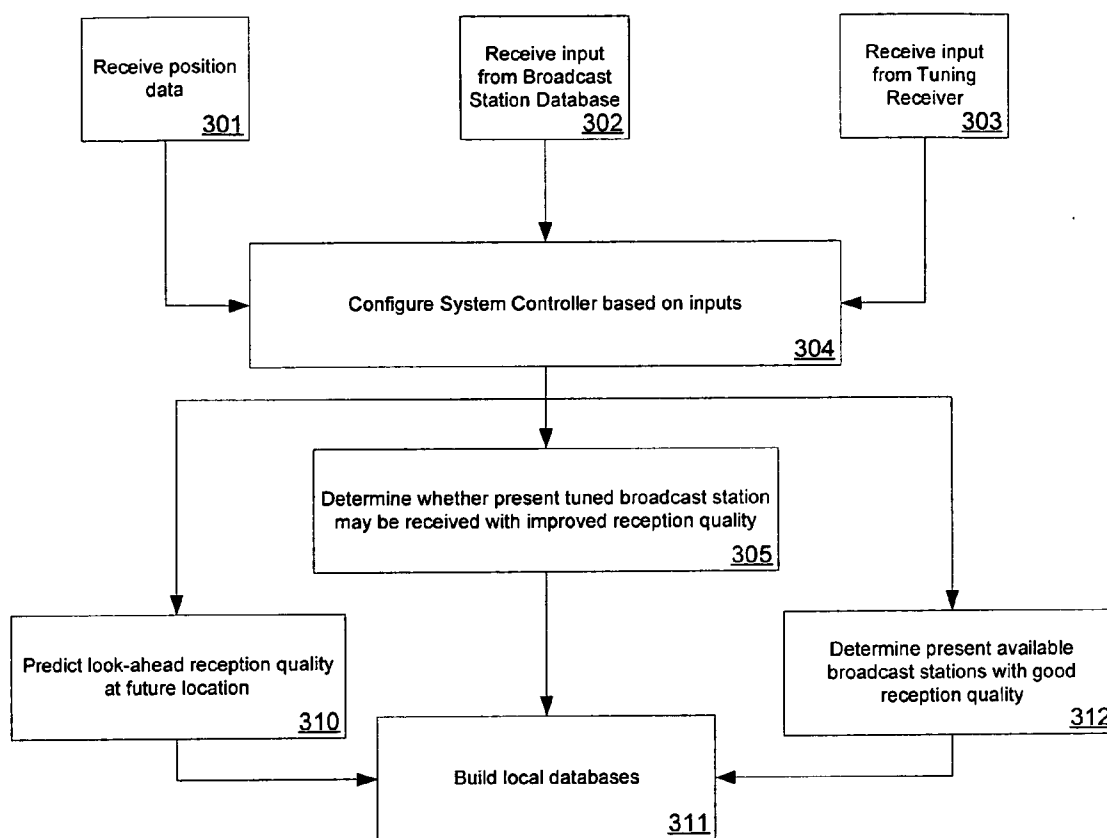 Receive position
data
301
Receive input
from Broadcast
Station Database
302
Receive input
from Tuning
Receiver
303
Configure System Controller based on inputs
304
Determine whether present tuned broadcast station
may be received with improved reception quality
305
Predict look-ahead reception quality
at future location
310
Determine present available
broadcast stations with good
reception quality
312
Build local databases
311